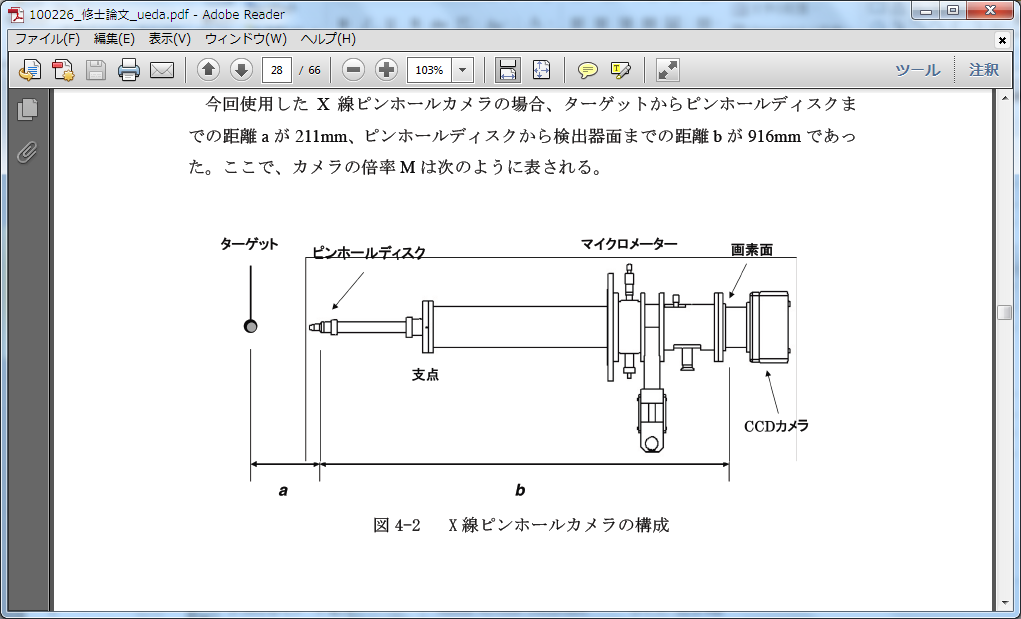 100226_修士論文_ueda.pdf - Adobe Reader
ファイル(F) 編集(E) 表示(V) ウィンドウ(W) ヘルプ(H)
28 / 66 103% ツール 注釈
今回使用した X 線ピンホールカメラの場合、ターゲットからピンホールディスクま
での距離 a が 211mm、ピンホールディスクから検出器面までの距離 b が 916mm であっ
た。ここで、カメラの倍率 M は次のように表される。
ターゲット
ピンホールディスク
マイクロメーター
画素面
支点
CCDカメラ
a
b
図 4-2 X 線ピンホールカメラの構成